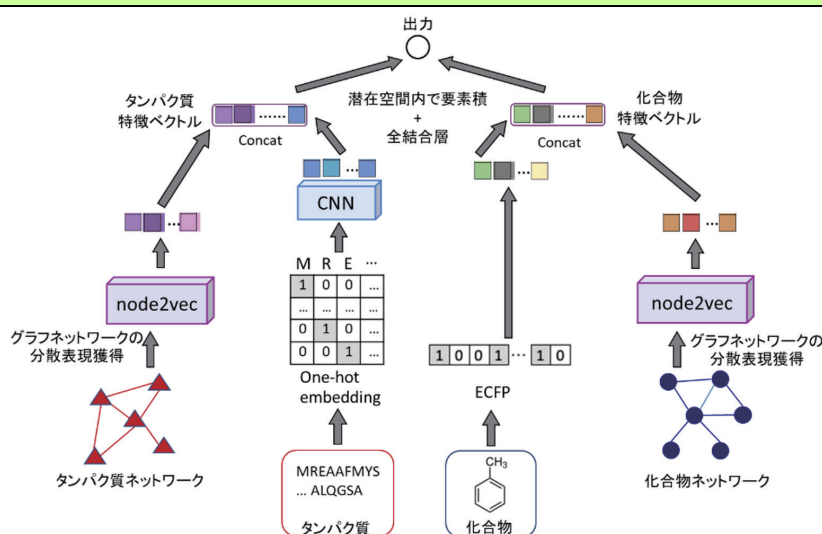 出力
タンパク質
特徴ベクトル
......
Concat
潜在空間内で要素積
+
全結合層
......
Concat
化合物
特徴ベクトル
...
CNN
...
...
...
node2vec
M R E ...
1 0 0 ...
... ... ... ...
0 1 0 ...
0 0 1 ...
One-hot
embedding
1 0 0 1 ... 1 0
ECFP
node2vec
グラフネットワークの
分散表現獲得
グラフネットワークの
分散表現獲得
タンパク質ネットワーク
MREAAFMYS
... ALQGSA
タンパク質
CH3
化合物
化合物ネットワーク